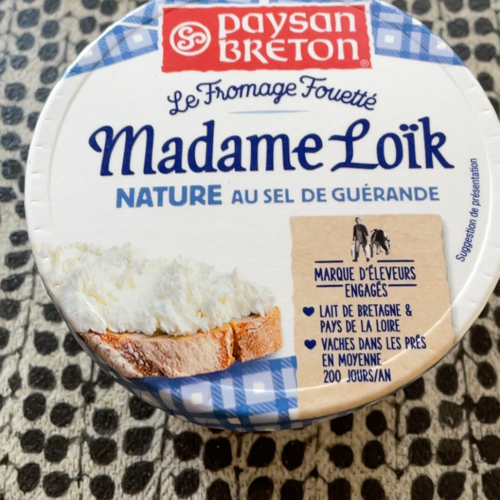 paysan
BRETON
Le Fromage Fouetté
Madame Loïk
NATURE AU SEL DE GUÉRANDE
Suggestion de présentation
MARQUE D'ÉLEVEURS
ENGAGÉS
LAIT DE BRETAGNE &
PAYS DE LA LOIRE
VACHES DANS LES PRÉS
EN MOYENNE
200 JOURS/AN